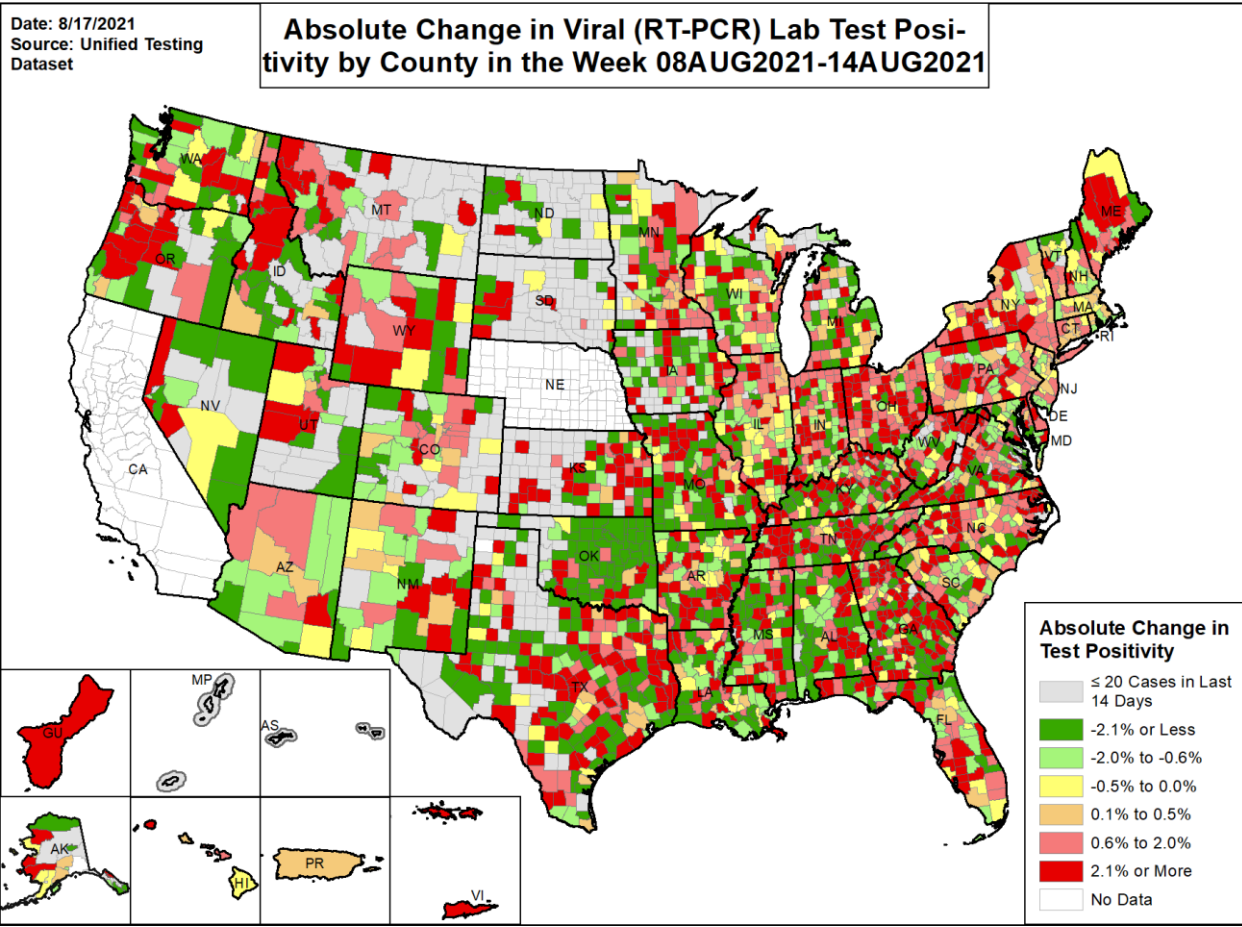 Date: 8/17/2021
Source: Unified Testing
Dataset
Absolute Change in Viral (RT-PCR) Lab Test Posi-
tivity by County in the Week 08AUG2021-14AUG2021
WA
MT
ND
MN
ME
OR
ID
SD
WI
MI
VT
NH
NY
MA
CT
RI
WY
IA
PA
NJ
NE
NV
UT
CO
IL
IN
OH
DE
MD
WV
VA
CA
KS
MO
KY
AZ
NM
OK
TN
NC
AR
SC
MS
AL
GA
TX
LA
FL
GU
MP
AS
AK
HI
PR
VI
Absolute Change in
Test Positivity
≤ 20 Cases in Last
14 Days
-2.1% or Less
-2.0% to -0.6%
-0.5% to 0.0%
0.1% to 0.5%
0.6% to 2.0%
2.1% or More
No Data